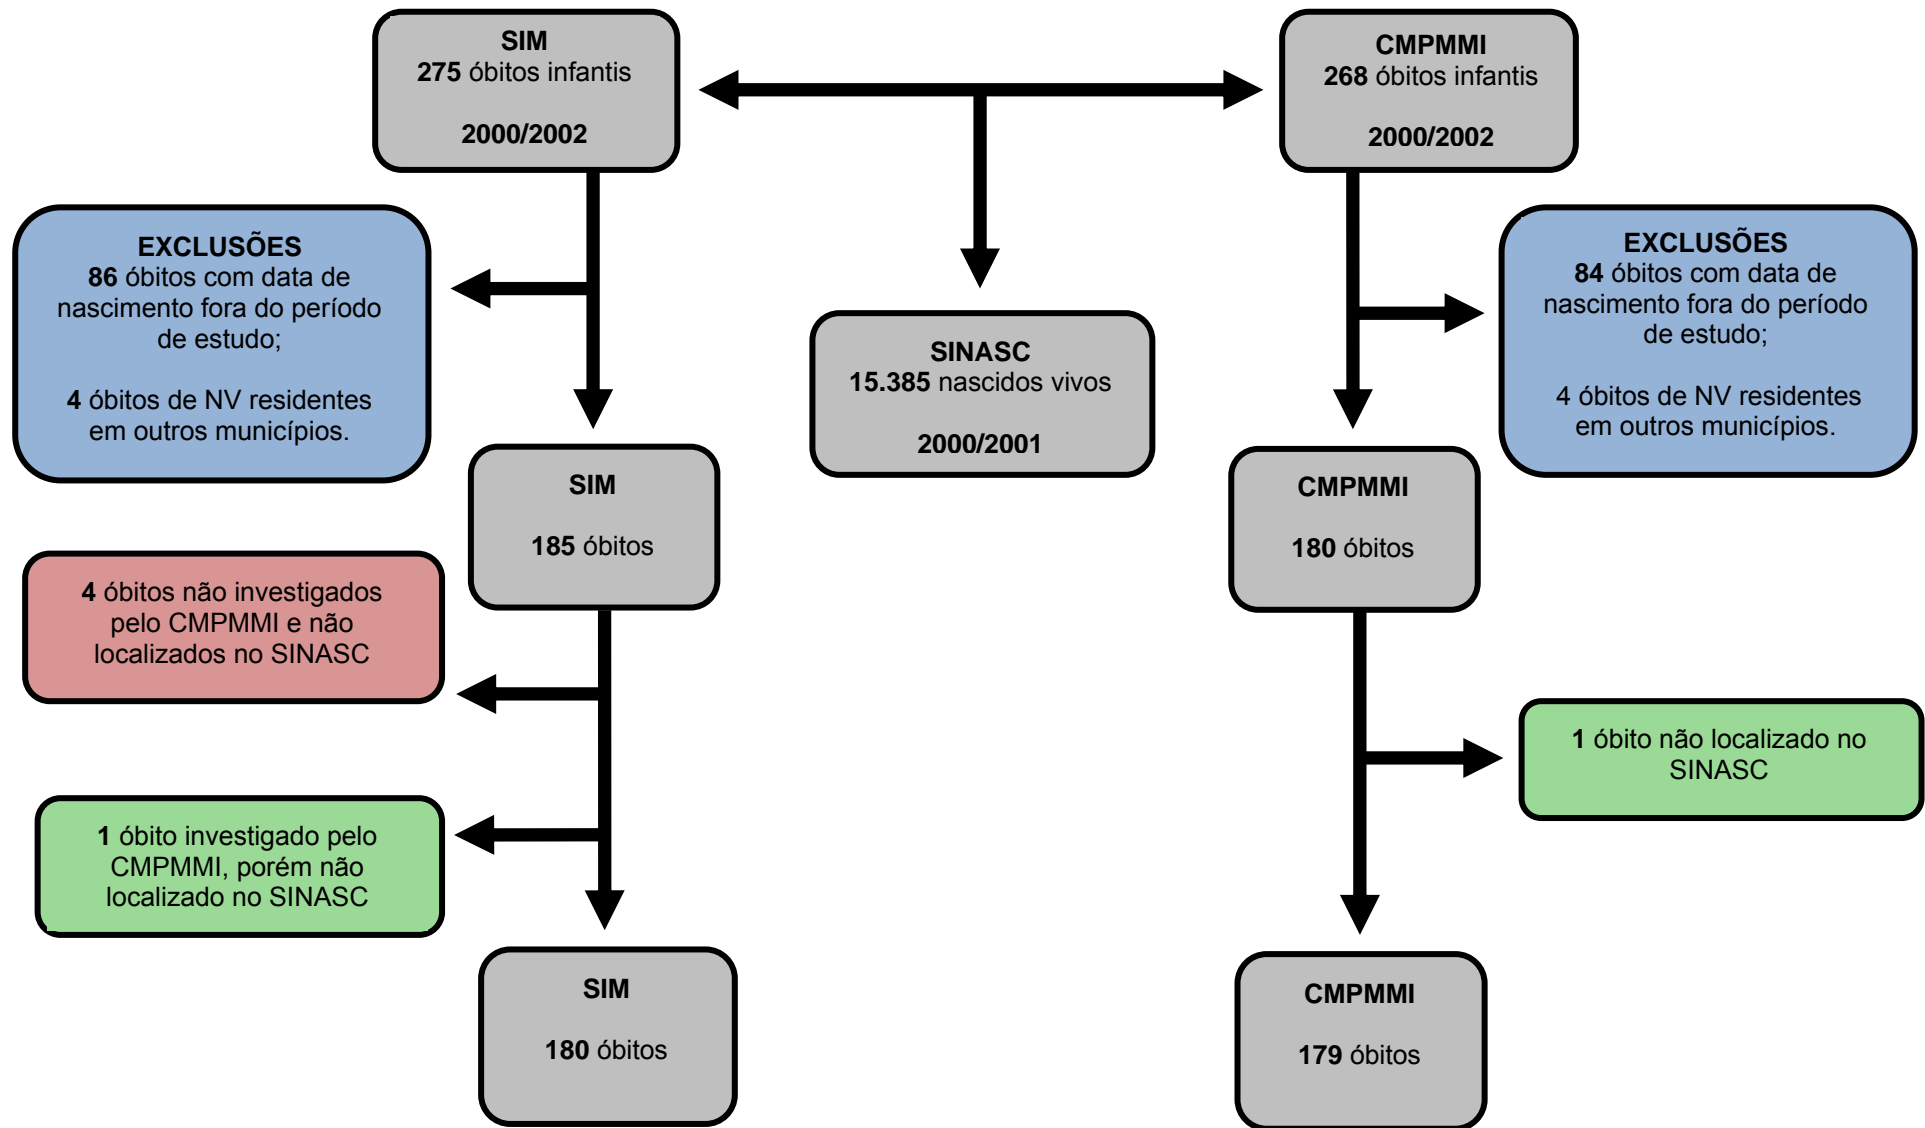 SIM
275 óbitos infantis
2000/2002
CMPMMI
268 óbitos infantis
2000/2002
EXCLUSÕES
86 óbitos com data de
nascimento fora do período
de estudo;
4 óbitos de NV residentes
em outros municípios.
SINASC
15.385 nascidos vivos
2000/2001
EXCLUSÕES
84 óbitos com data de
nascimento fora do período
de estudo;
4 óbitos de NV residentes
em outros municípios.
SIM
185 óbitos
CMPMMI
180 óbitos
4 óbitos não investigados
pelo CMPMMI e não
localizados no SINASC
1 óbito não localizado no
SINASC
1 óbito investigado pelo
CMPMMI, porém não
localizado no SINASC
SIM
180 óbitos
CMPMMI
179 óbitos